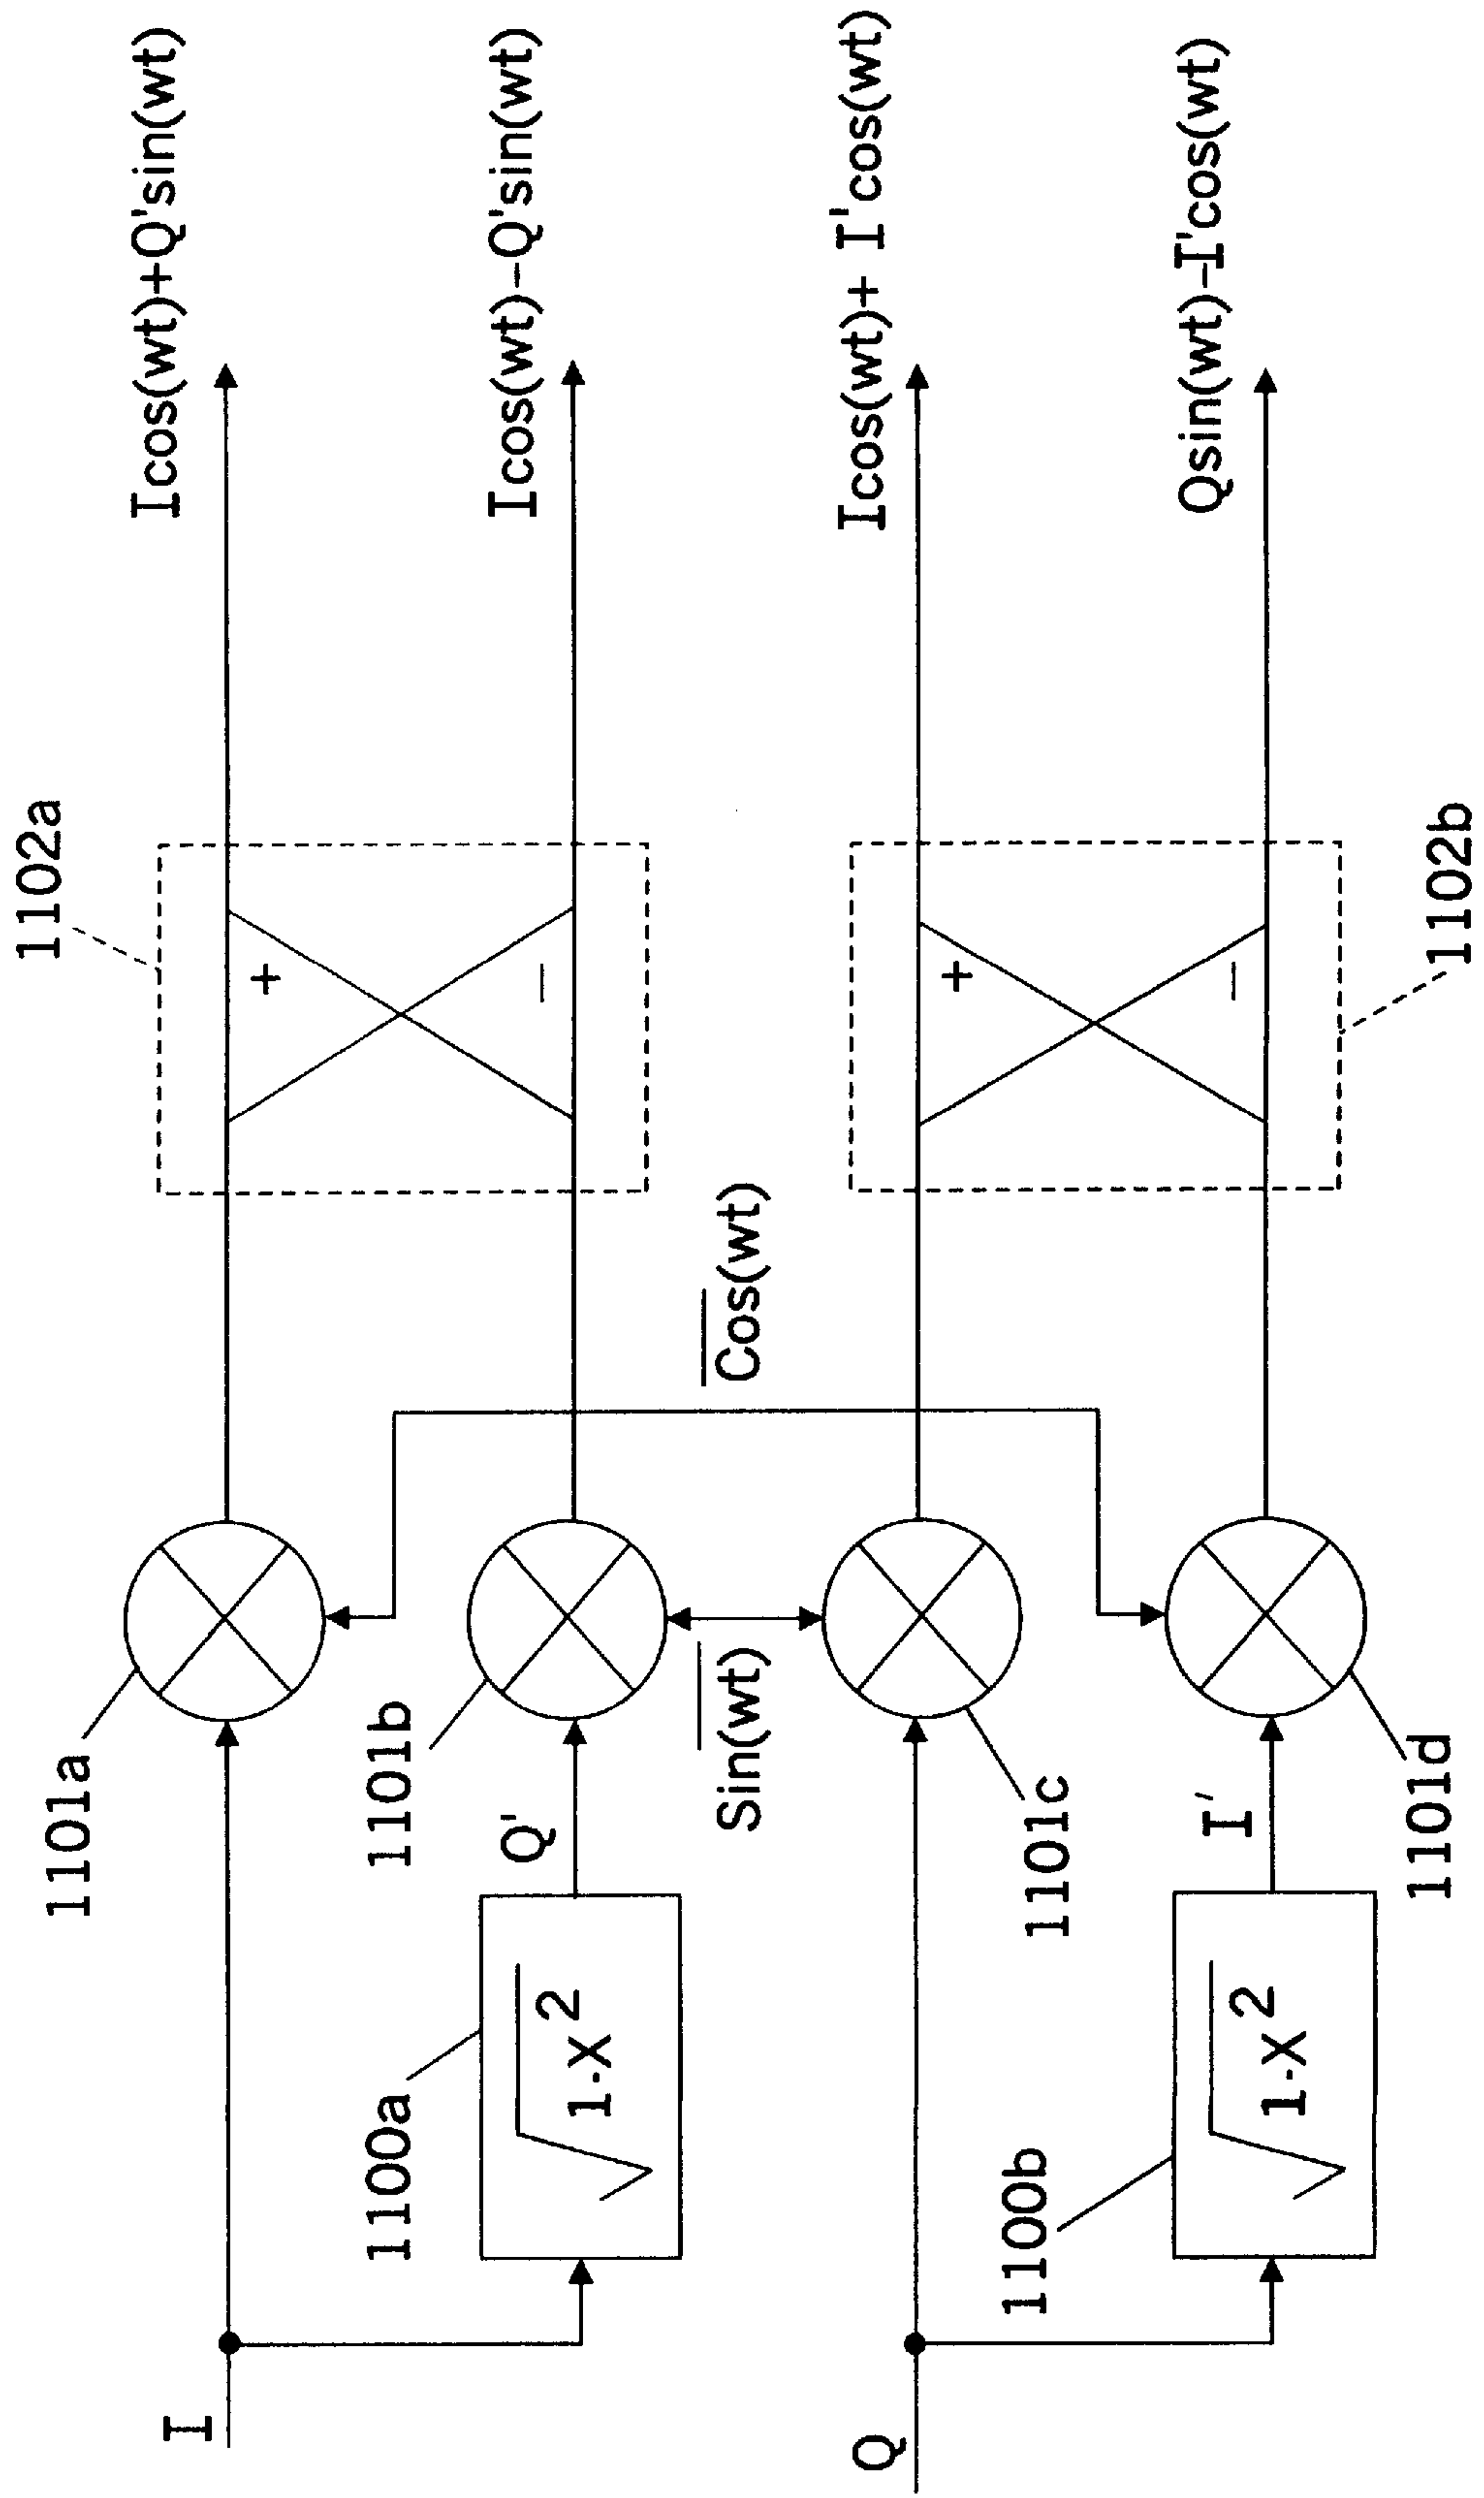 I
1100a
√1-x²
Q'
1101a
1101b
Sin(wt)
Cos(wt)
1102a
+
−
Icos(wt)+Q'sin(wt)
Icos(wt)-Q'sin(wt)
Q
1100b
√1-x²
I'
1101c
1101d
1102b
+
−
Icos(wt)+ I'cos(wt)
Qsin(wt)-I'cos(wt)